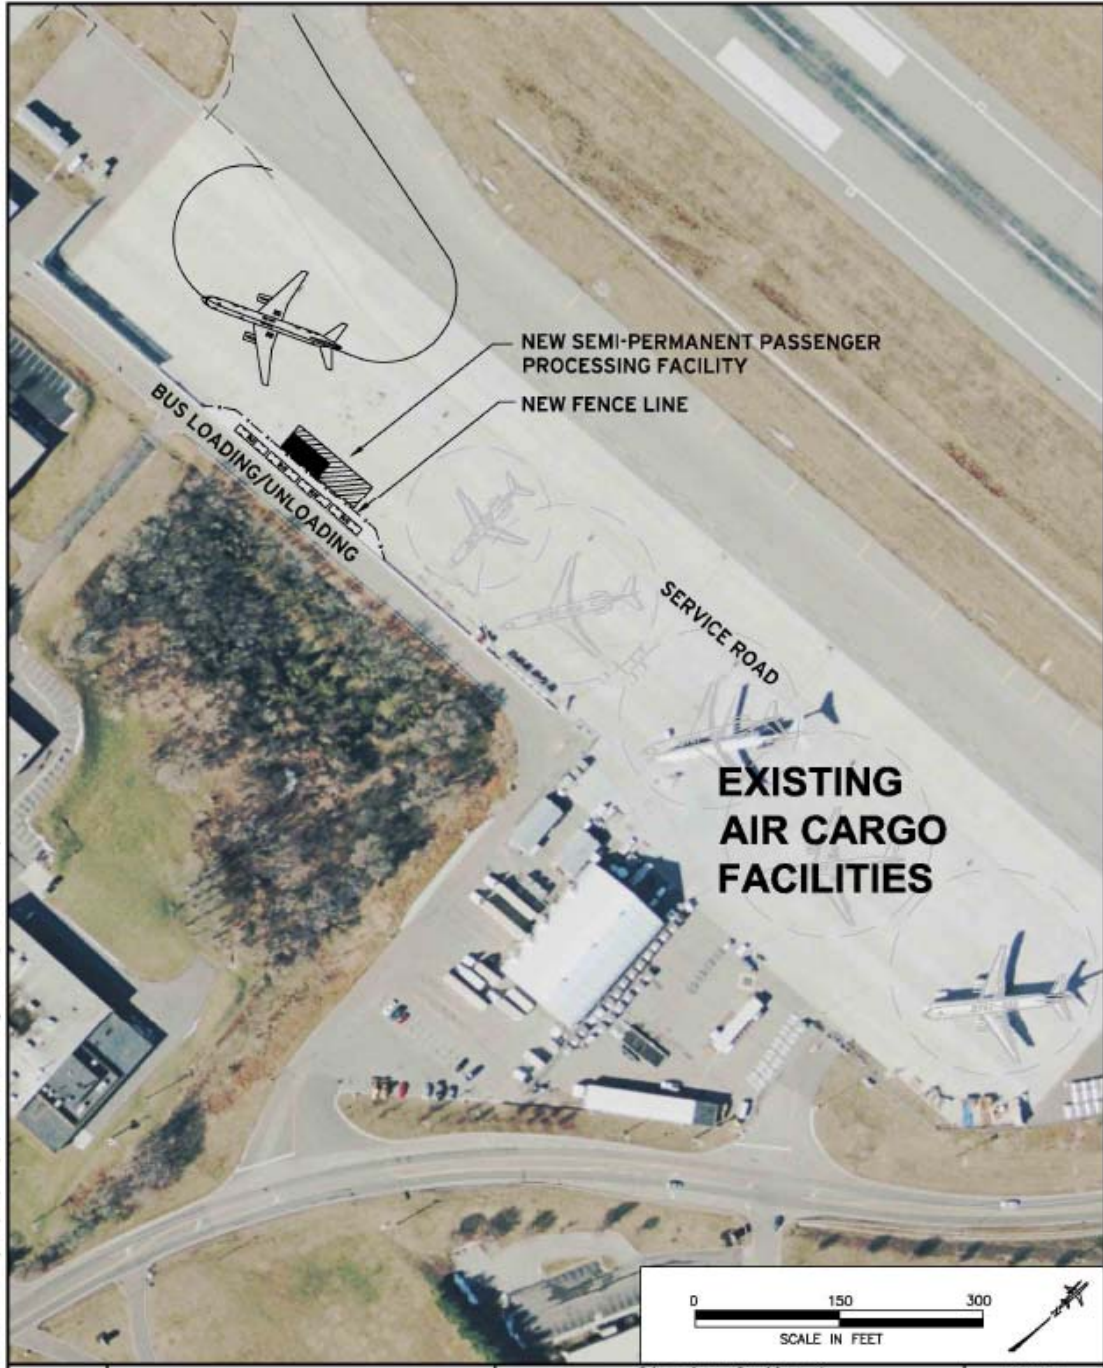 NEW SEMI-PERMANENT PASSENGER
PROCESSING FACILITY
NEW FENCE LINE
BUS LOADING/UNLOADING
SERVICE ROAD
EXISTING
AIR CARGO
FACILITIES
0 150 300
SCALE IN FEET